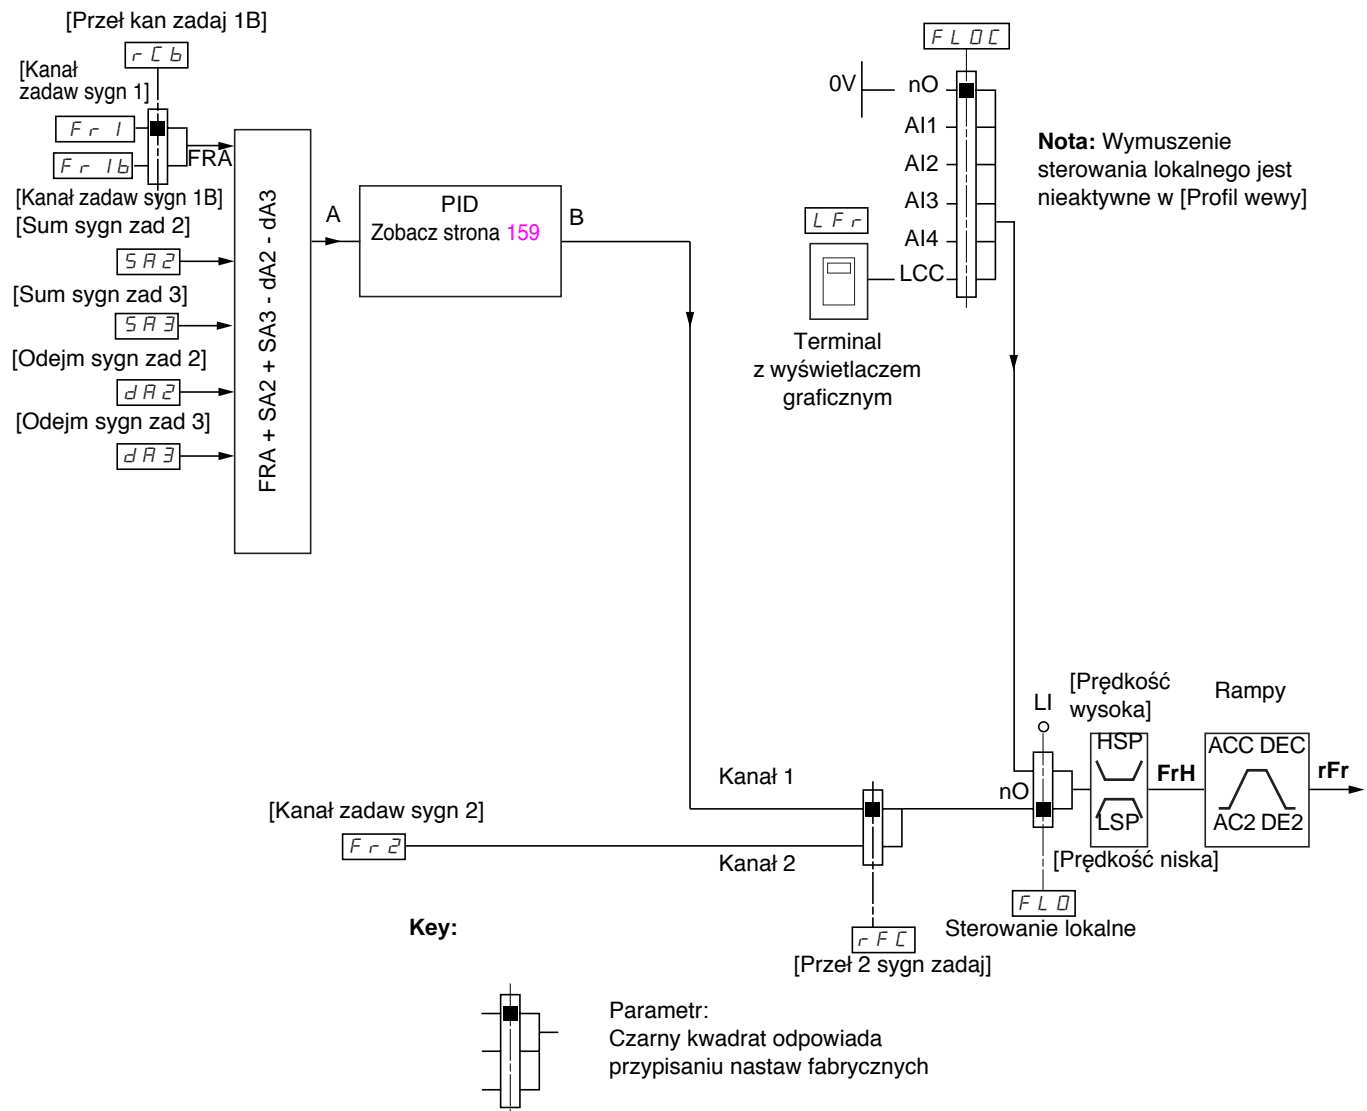 [Przeł kan zadaj 1B]
rCb
[Kanał
zadaw sygn 1]
Fr1
Fr1b
FRA
[Kanał zadaw sygn 1B]
[Sum sygn zad 2]
SA2
[Sum sygn zad 3]
SA3
[Odejm sygn zad 2]
dA2
[Odejm sygn zad 3]
dA3
FRA + SA2 + SA3 - dA2 - dA3
A
PID
Zobacz strona 159
B
FLOC
0V
nO
AI1
AI2
AI3
AI4
LCC
LFr
Terminal
z wyświetlaczem
graficznym
Nota: Wymuszenie
sterowania lokalnego jest
nieaktywne w [Profil wewy]
Kanał 1
[Kanał zadaw sygn 2]
Fr2
Kanał 2
rFC
[Przeł 2 sygn zadaj]
LI
nO
FLO
Sterowanie lokalne
[Prędkość
wysoka]
HSP
LSP
[Prędkość niska]
FrH
Rampy
ACC DEC
AC2 DE2
rFr
Key:
Parametr:
Czarny kwadrat odpowiada
przypisaniu nastaw fabrycznych